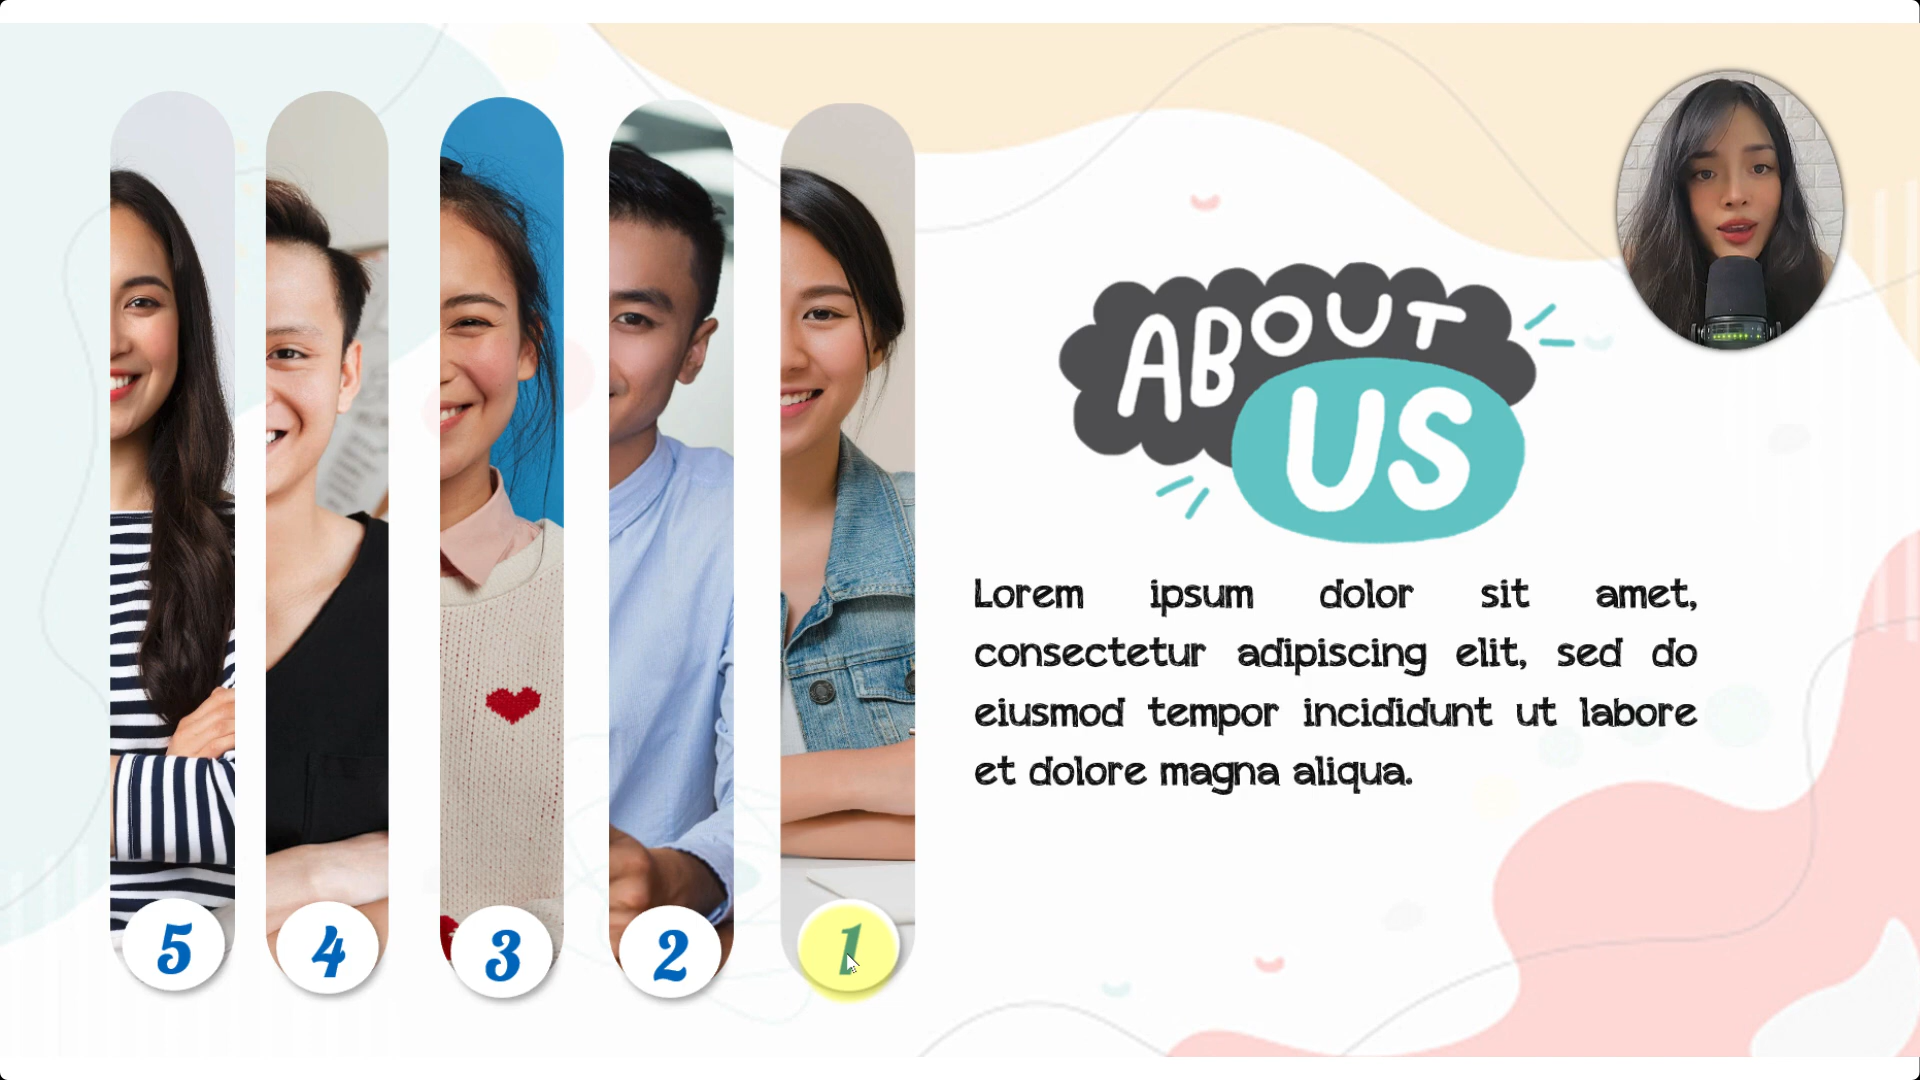 ABOUT
US
Lorem ipsum dolor sit amet,
consectetur adipiscing elit, sed do
eiusmod tempor incididunt ut labore
et dolore magna aliqua.
5 4 3 2 1